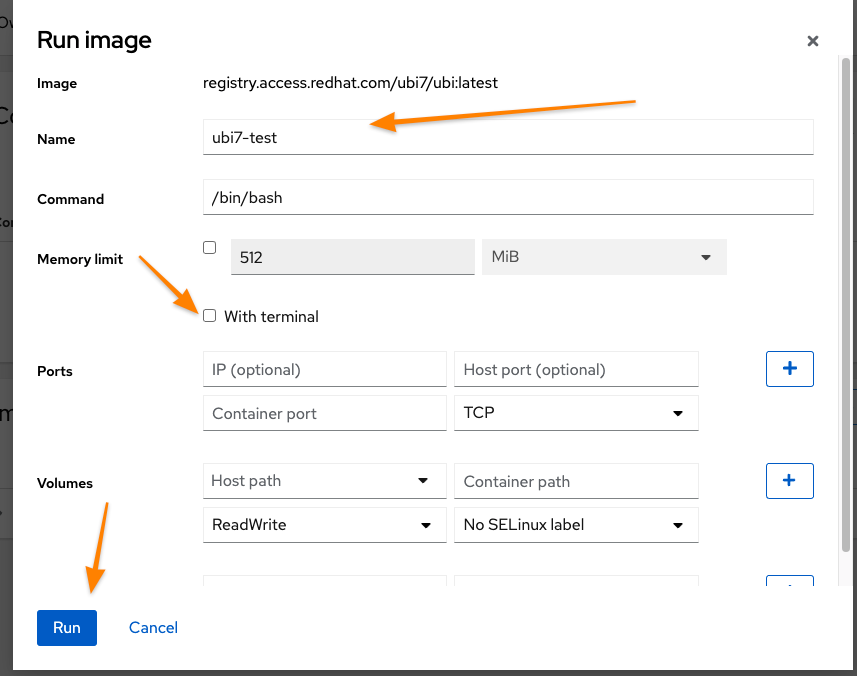 Run image
Image registry.access.redhat.com/ubi7/ubi:latest
Name ubi7-test
Command /bin/bash
Memory limit 512 MiB
With terminal
Ports IP (optional) Host port (optional)
Container port TCP
Volumes Host path Container path
ReadWrite No SELinux label
Run Cancel